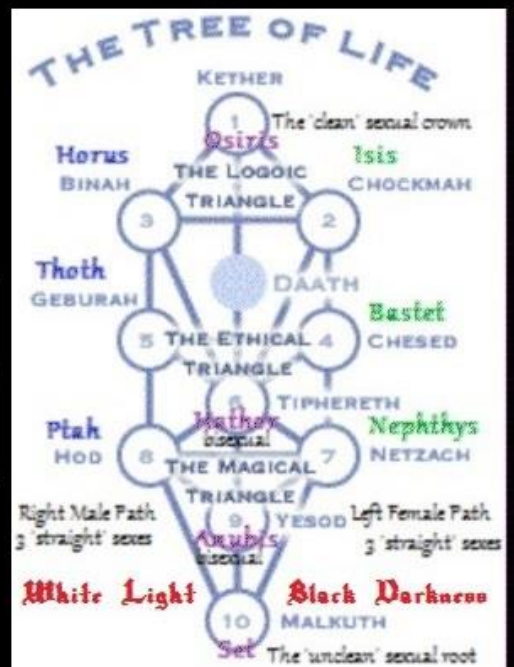 THE TREE OF LIFE
KETHER
1 The 'clean' sexual crown
Osiris
Horus Isis
THE LOGOIC
BINAH CHOCKMAH
TRIANGLE
3 2
Thoth DAATH
GEBURAH Bastet
5 THE ETHICAL 4 CHESED
TRIANGLE
6 TIPHERETH
Hathor
Ptah bisexual Nephthys
HOD 8 7 NETZACH
THE MAGICAL
TRIANGLE
Right Male Path 9 YESOD Left Female Path
3 'straight' sexes Anubis 3 'straight' sexes
bisexual
White Light Black Darkness
10 MALKUTH
Set The 'unclean' sexual root